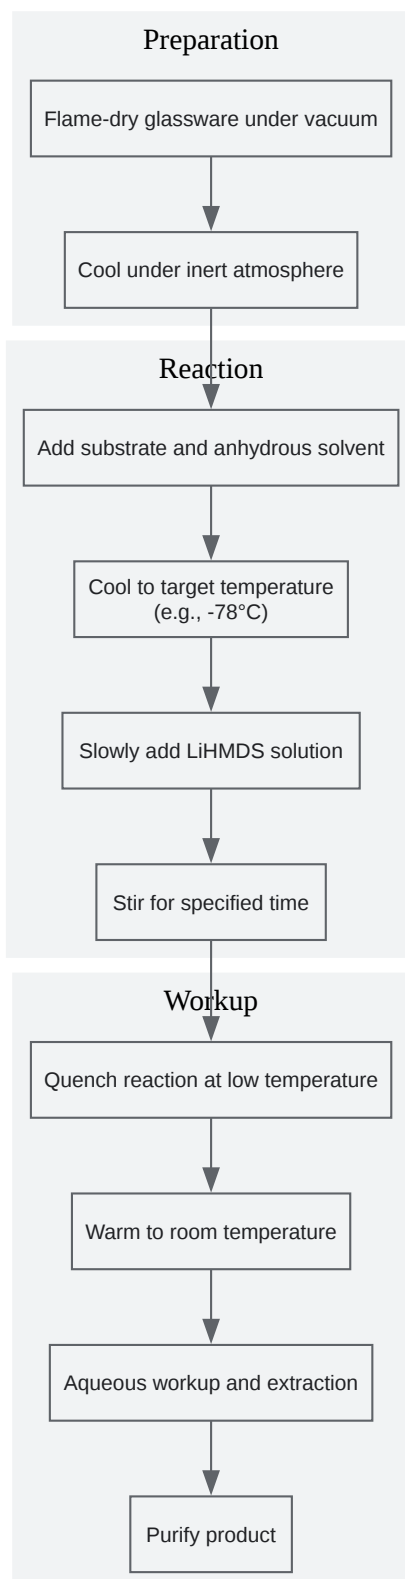 Preparation
Flame-dry glassware under vacuum
Cool under inert atmosphere
Reaction
Add substrate and anhydrous solvent
Cool to target temperature
(e.g., -78°C)
Slowly add LiHMDS solution
Stir for specified time
Workup
Quench reaction at low temperature
Warm to room temperature
Aqueous workup and extraction
Purify product